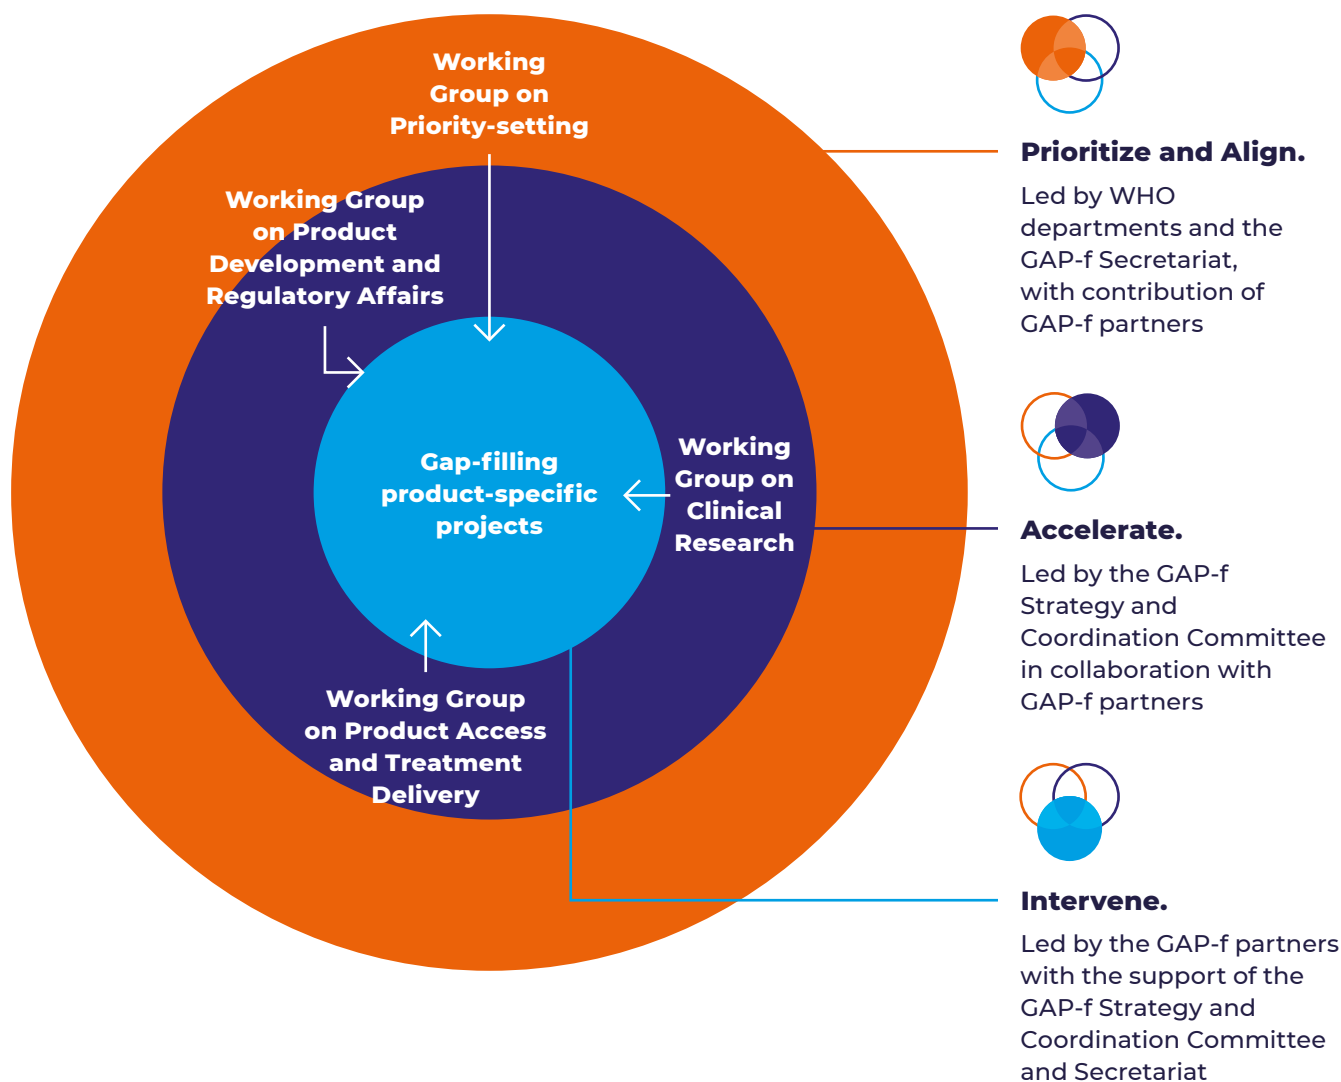 Working
Group on
Priority-setting
Working Group
on Product
Development and
Regulatory Affairs
Gap-filling
product-specific
projects
Working
Group on
Clinical
Research
Working Group
on Product Access
and Treatment
Delivery
Prioritize and Align.
Led by WHO
departments and the
GAP-f Secretariat,
with contribution of
GAP-f partners
Accelerate.
Led by the GAP-f
Strategy and
Coordination Committee
in collaboration with
GAP-f partners
Intervene.
Led by the GAP-f partners
with the support of the
GAP-f Strategy and
Coordination Committee
and Secretariat